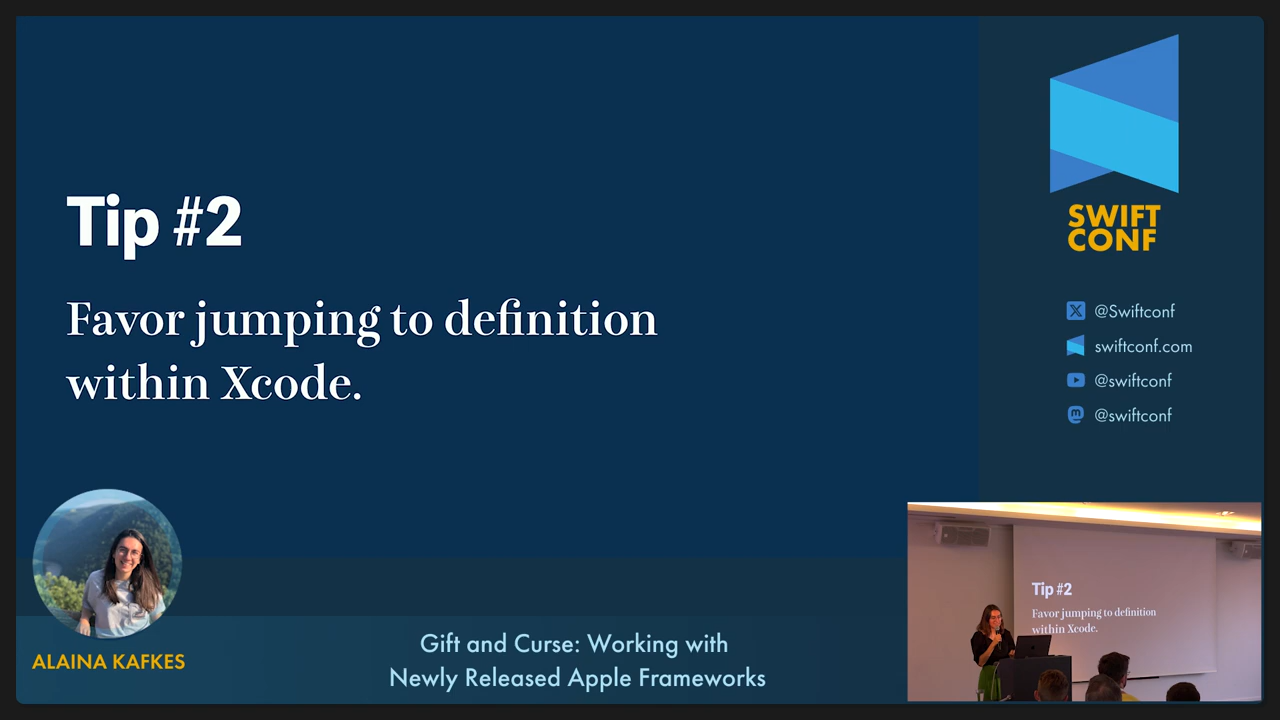 Tip #2
Favor jumping to definition
within Xcode.
SWIFT
CONF
@Swiftconf
swiftconf.com
@swiftconf
@swiftconf
ALAINA KAFKES
Gift and Curse: Working with
Newly Released Apple Frameworks
Tip #2
Favor jumping to definition
within Xcode.